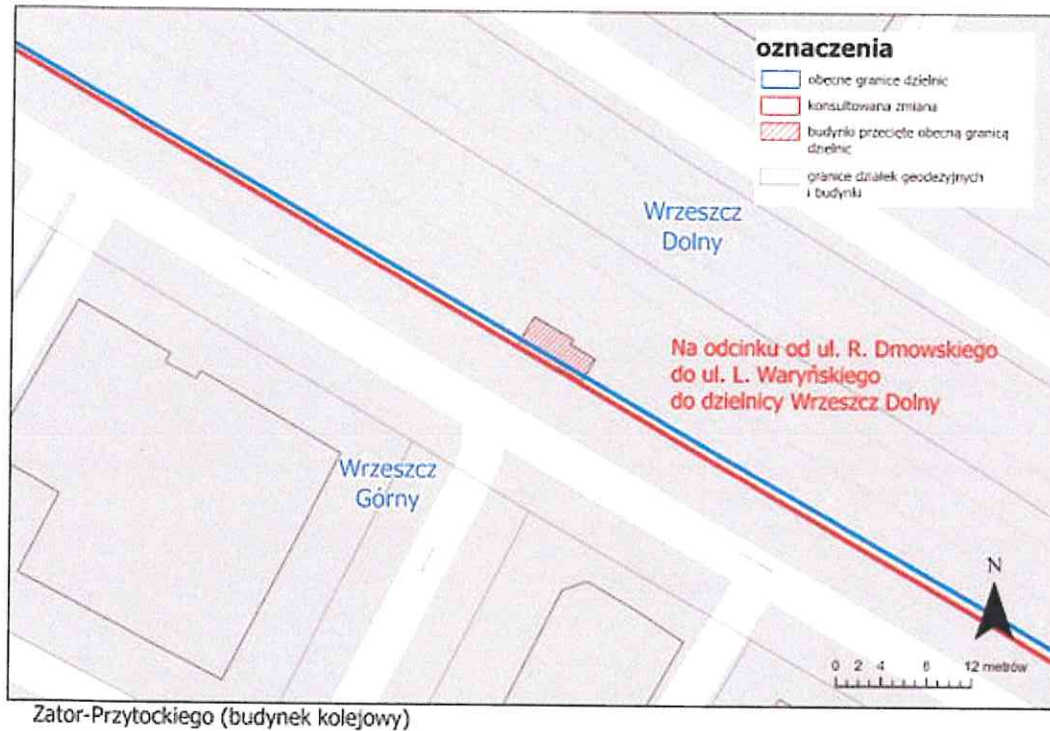 oznaczenia
obecne granice dzielnic
konsultowana zmiana
budynki przecięte obecną granicą
dzielnic
granice działek geodezyjnych
i budynki
Wrzeszcz
Dolny
Na odcinku od ul. R. Dmowskiego
do ul. L. Waryńskiego
do dzielnicy Wrzeszcz Dolny
Wrzeszcz
Górny
N
0 2 4 8 12 metrów
Zator-Przytockiego (budynek kolejowy)